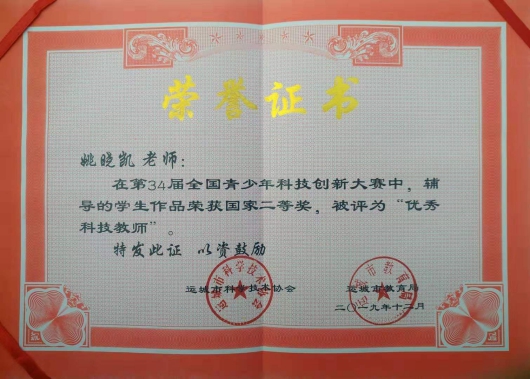 荣誉证书
姚晓凯 老师：
在第34届全国青少年科技创新大赛中，辅
导的学生作品荣获国家二等奖，被评为“优秀
科技教师”。
特发此证 以资鼓励
运城市科学技术协会 运城市教育局
二〇一九年十二月